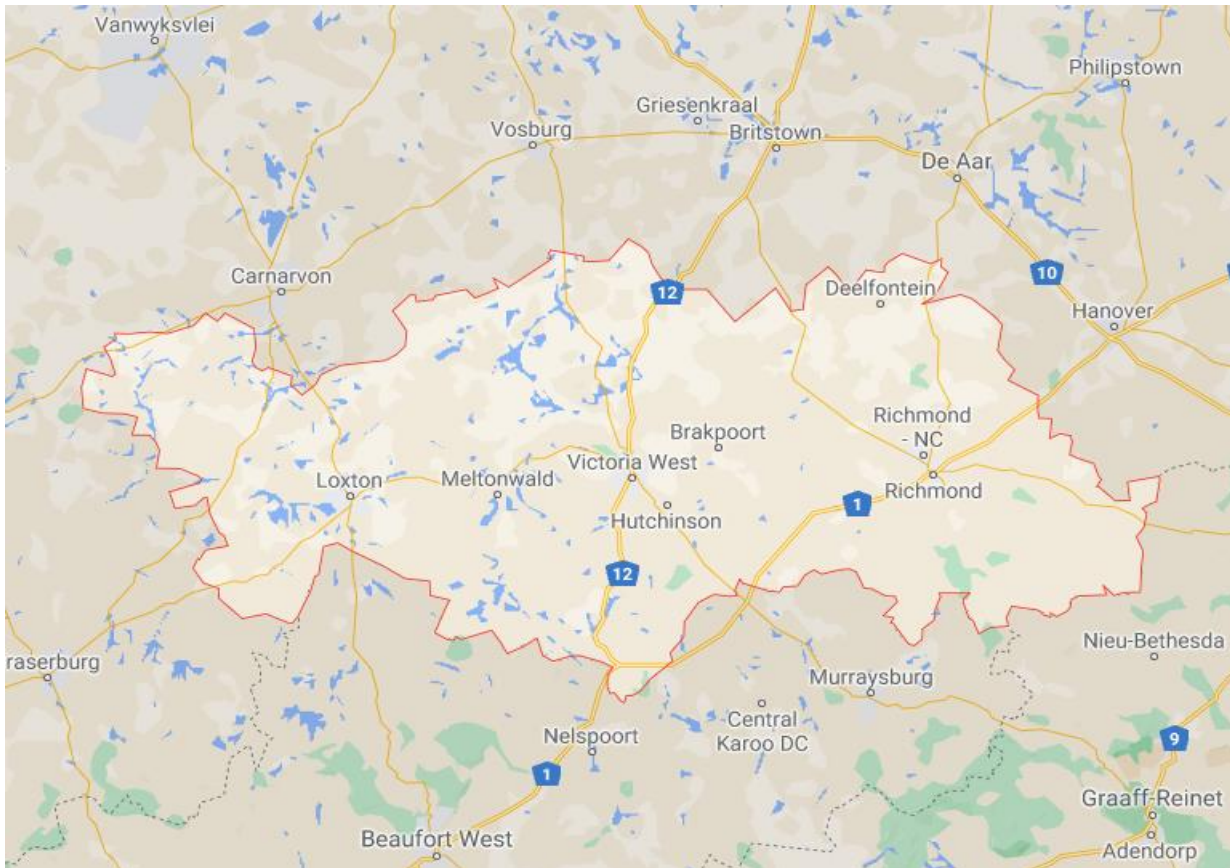 Vanwyksvlei
Philipstown
Griesenkraal
Vosburg
Britstown
De Aar
Carnarvon
10
12
Deelfontein
Hanover
Richmond
- NC
Brakpoort
Victoria West
Loxton
Meltonwald
Richmond
1
Hutchinson
12
Nieu-Bethesda
raserburg
Murraysburg
Central
Karoo DC
Nelspoort
9
1
Graaff-Reinet
Beaufort West
Adendorp